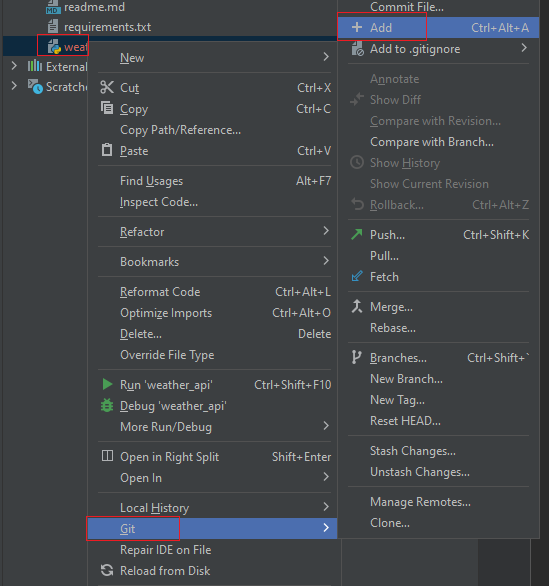 readme.md
requirements.txt
weat
External
Scratche
New
Cut Ctrl+X
Copy Ctrl+C
Copy Path/Reference...
Paste Ctrl+V
Find Usages Alt+F7
Inspect Code...
Refactor
Bookmarks
Reformat Code Ctrl+Alt+L
Optimize Imports Ctrl+Alt+O
Delete... Delete
Override File Type
Run 'weather_api' Ctrl+Shift+F10
Debug 'weather_api'
More Run/Debug
Open in Right Split Shift+Enter
Open In
Local History
Git
Repair IDE on File
Reload from Disk
Commit File...
Add Ctrl+Alt+A
Add to .gitignore
Annotate
Show Diff
Compare with Revision...
Compare with Branch...
Show History
Show Current Revision
Rollback... Ctrl+Alt+Z
Push... Ctrl+Shift+K
Pull...
Fetch
Merge...
Rebase...
Branches... Ctrl+Shift+`
New Branch...
New Tag...
Reset HEAD...
Stash Changes...
Unstash Changes...
Manage Remotes...
Clone...